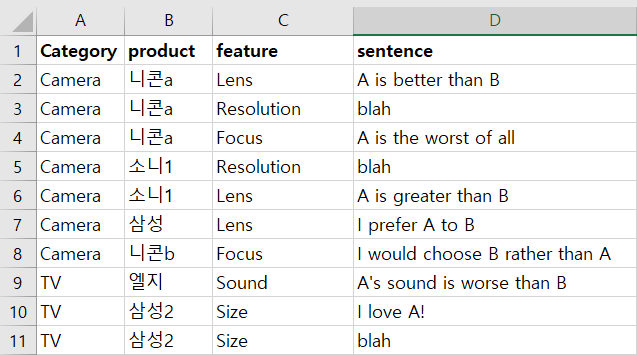 A B C D
1 Category product feature sentence
2 Camera 니콘a Lens A is better than B
3 Camera 니콘a Resolution blah
4 Camera 니콘a Focus A is the worst of all
5 Camera 소니1 Resolution blah
6 Camera 소니1 Lens A is greater than B
7 Camera 삼성 Lens I prefer A to B
8 Camera 니콘b Focus I would choose B rather than A
9 TV 엘지 Sound A's sound is worse than B
10 TV 삼성2 Size I love A!
11 TV 삼성2 Size blah